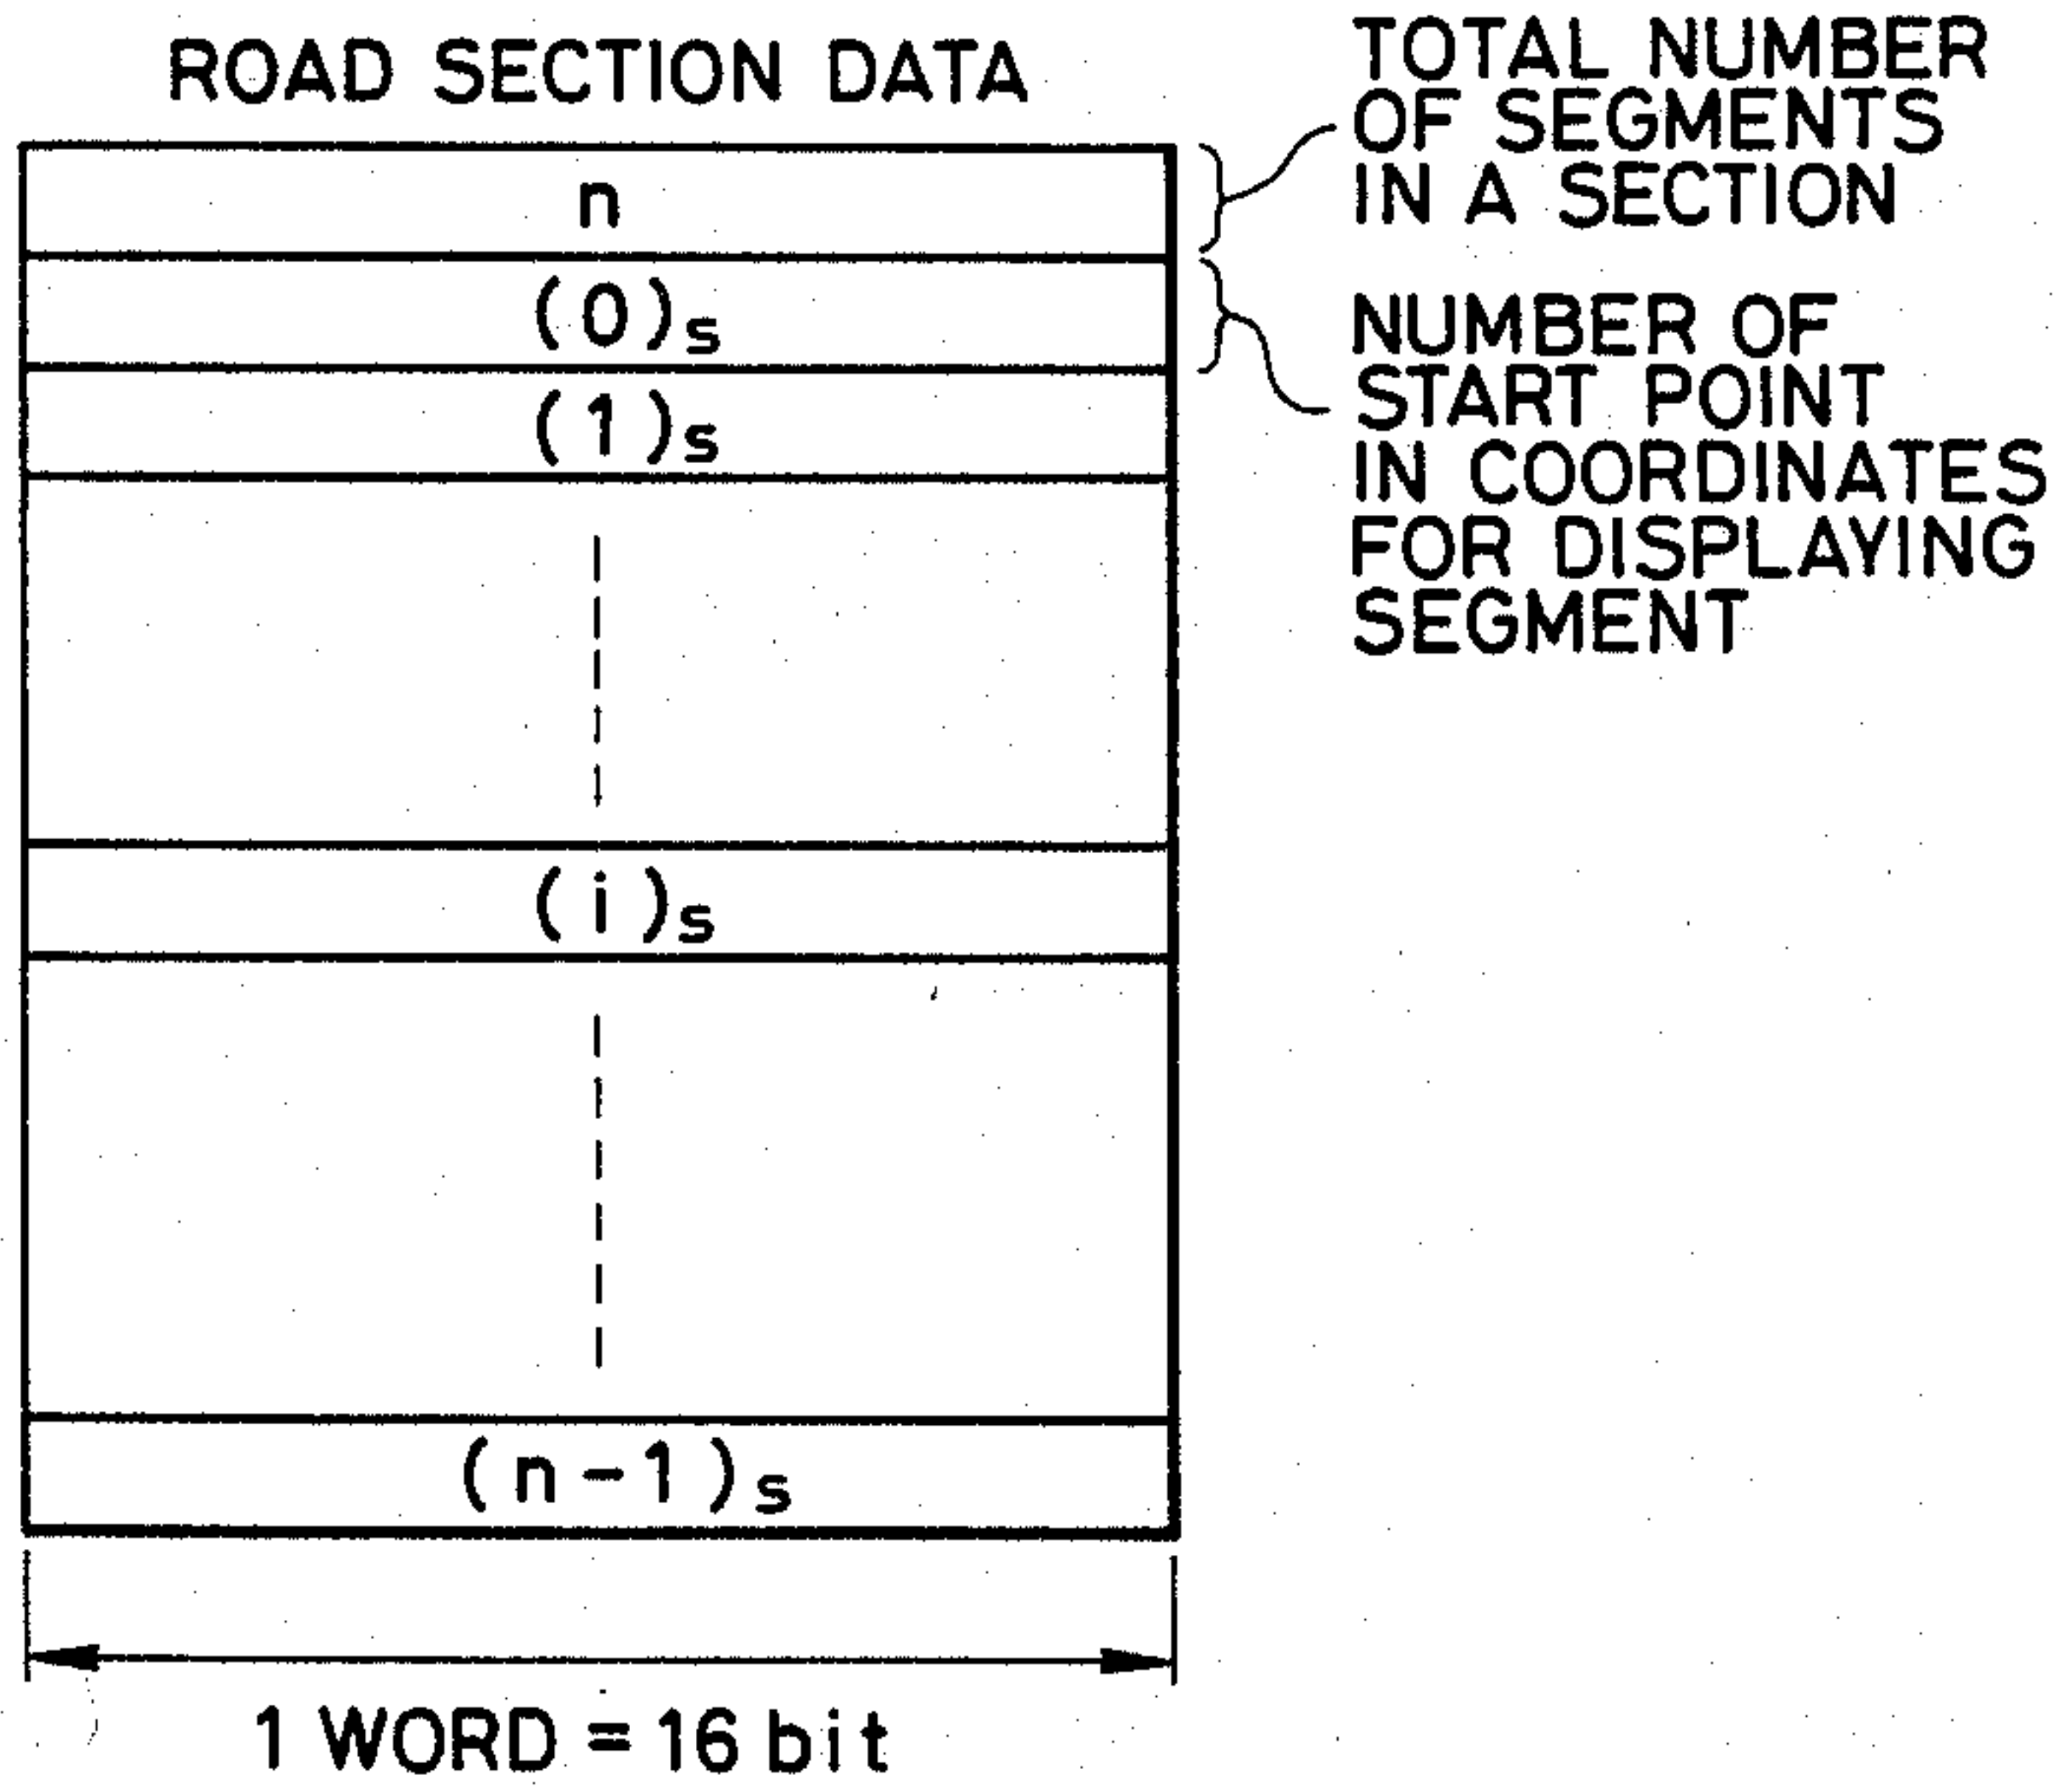 ROAD SECTION DATA
TOTAL NUMBER
OF SEGMENTS
IN A SECTION
n
(0)s
(1)s
NUMBER OF
START POINT
IN COORDINATES
FOR DISPLAYING
SEGMENT
(i)s
(n-1)s
1 WORD = 16 bit